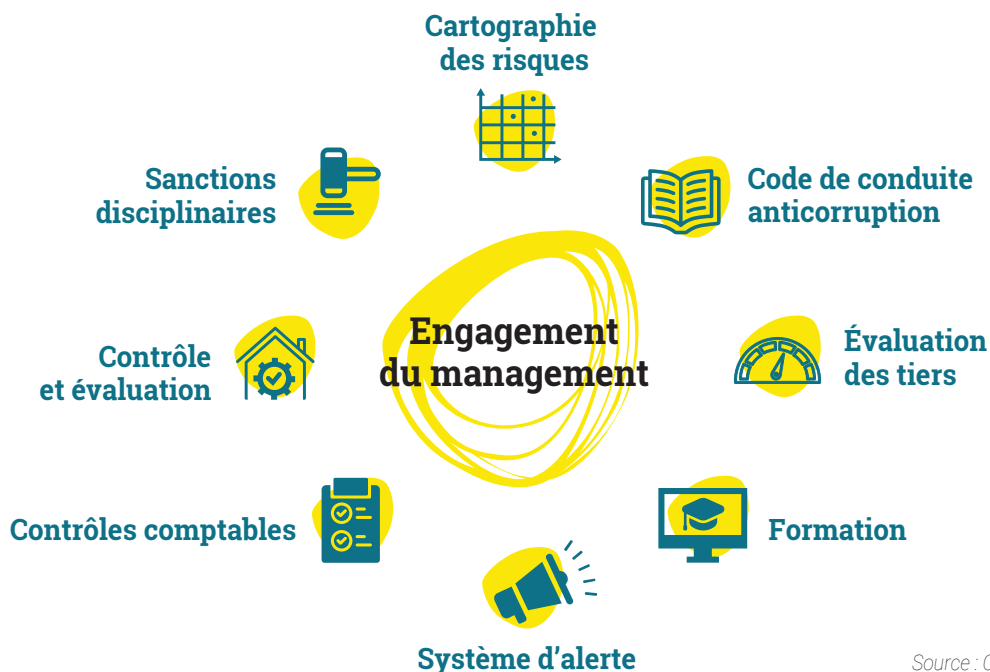 Cartographie
des risques
Sanctions
disciplinaires
Code de conduite
anticorruption
Engagement
du management
Contrôle
et évaluation
Évaluation
des tiers
Contrôles comptables
Formation
Système d’alerte
Source :